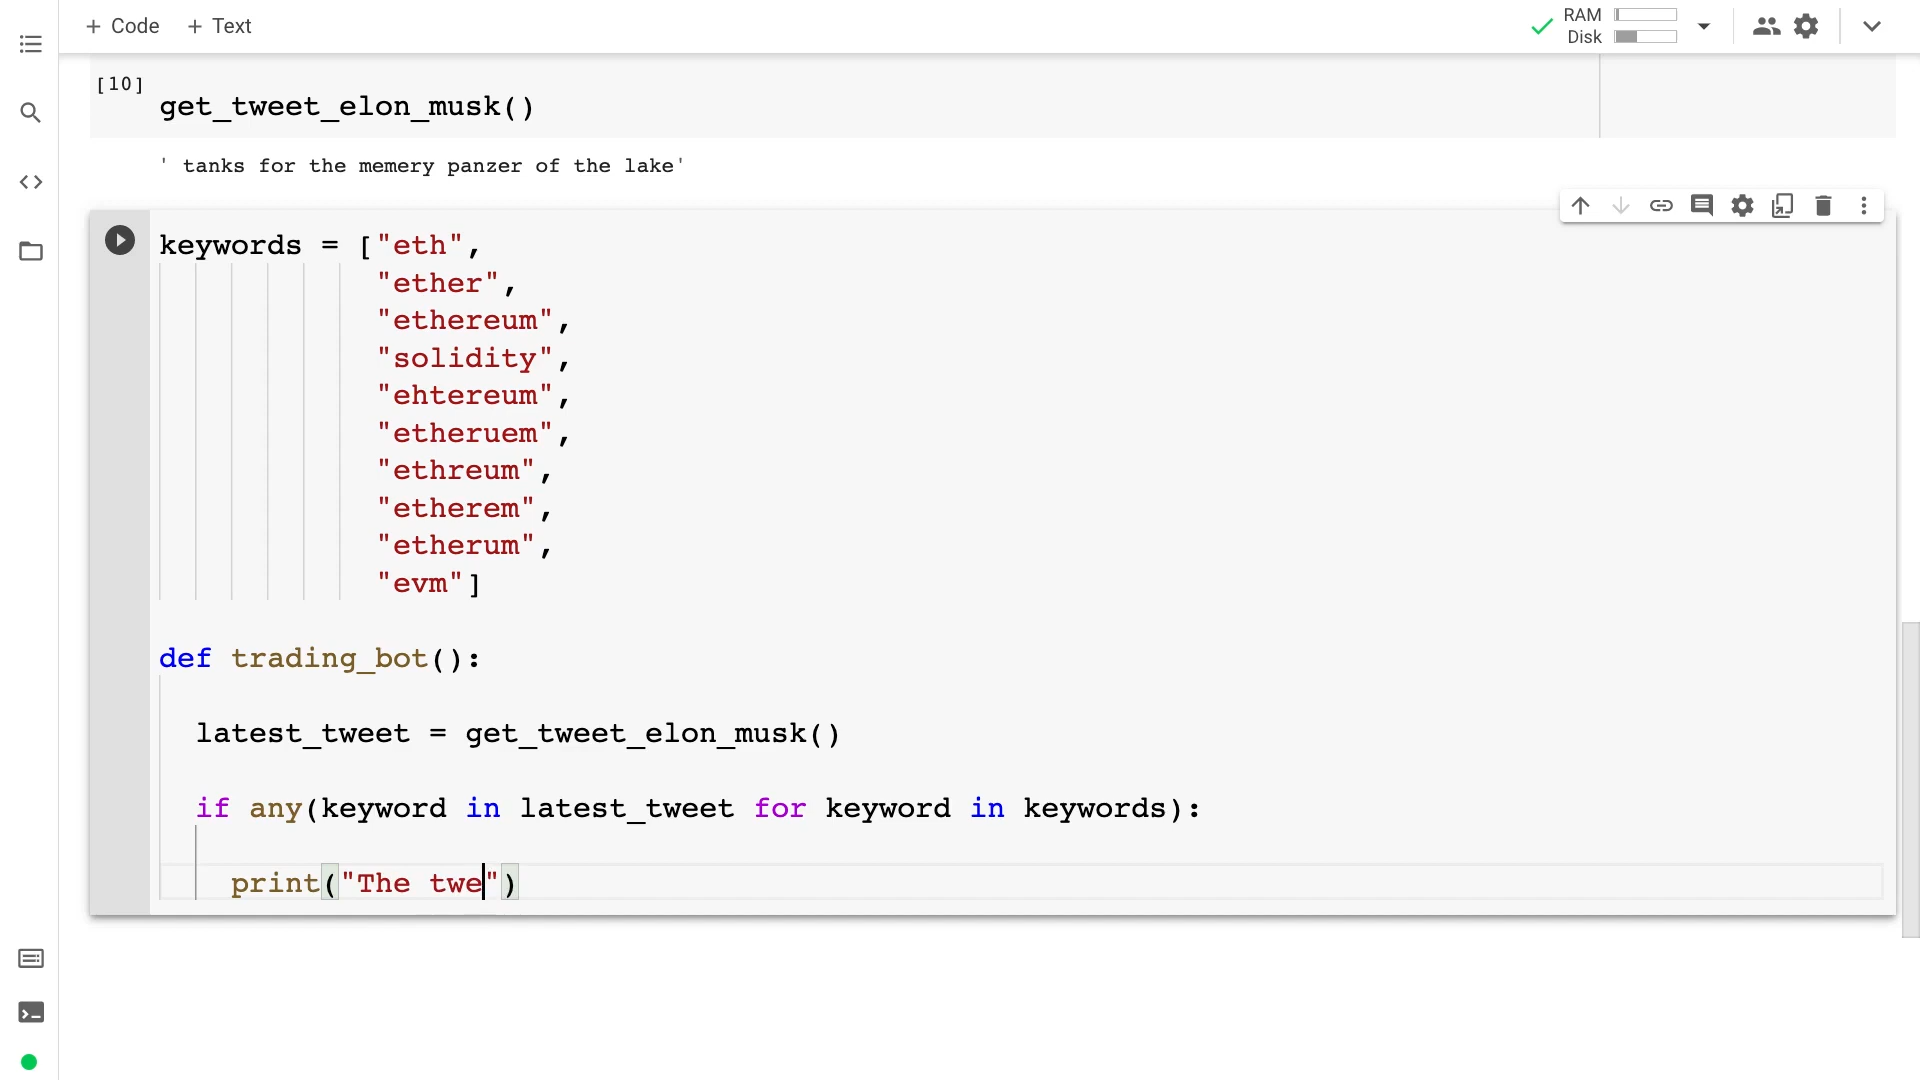 + Code + Text
RAM
Disk
[10]
get_tweet_elon_musk()
' tanks for the memery panzer of the lake'
keywords = ["eth",
"ether",
"ethereum",
"solidity",
"ehtereum",
"etheruem",
"ethreum",
"etherem",
"etherum",
"evm"]
def trading_bot():
latest_tweet = get_tweet_elon_musk()
if any(keyword in latest_tweet for keyword in keywords):
print("The twe")